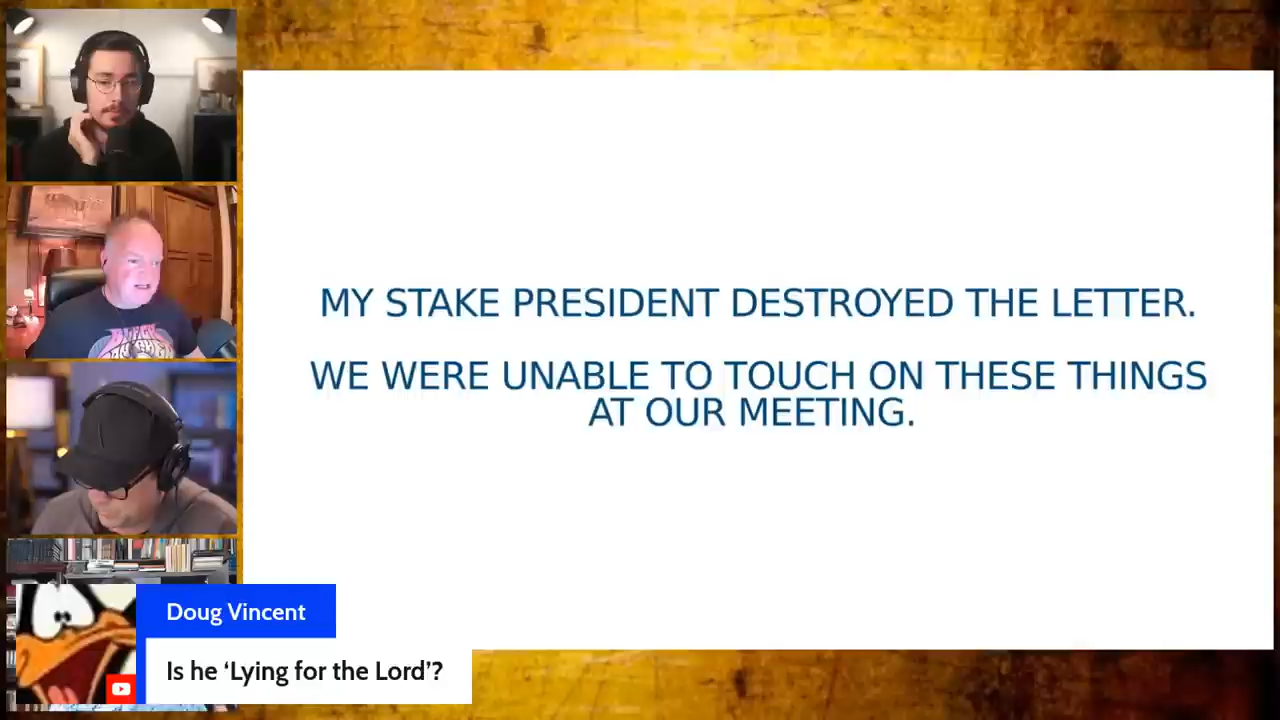 MY STAKE PRESIDENT DESTROYED THE LETTER.
WE WERE UNABLE TO TOUCH ON THESE THINGS
AT OUR MEETING.
Doug Vincent
Is he ‘Lying for the Lord’?